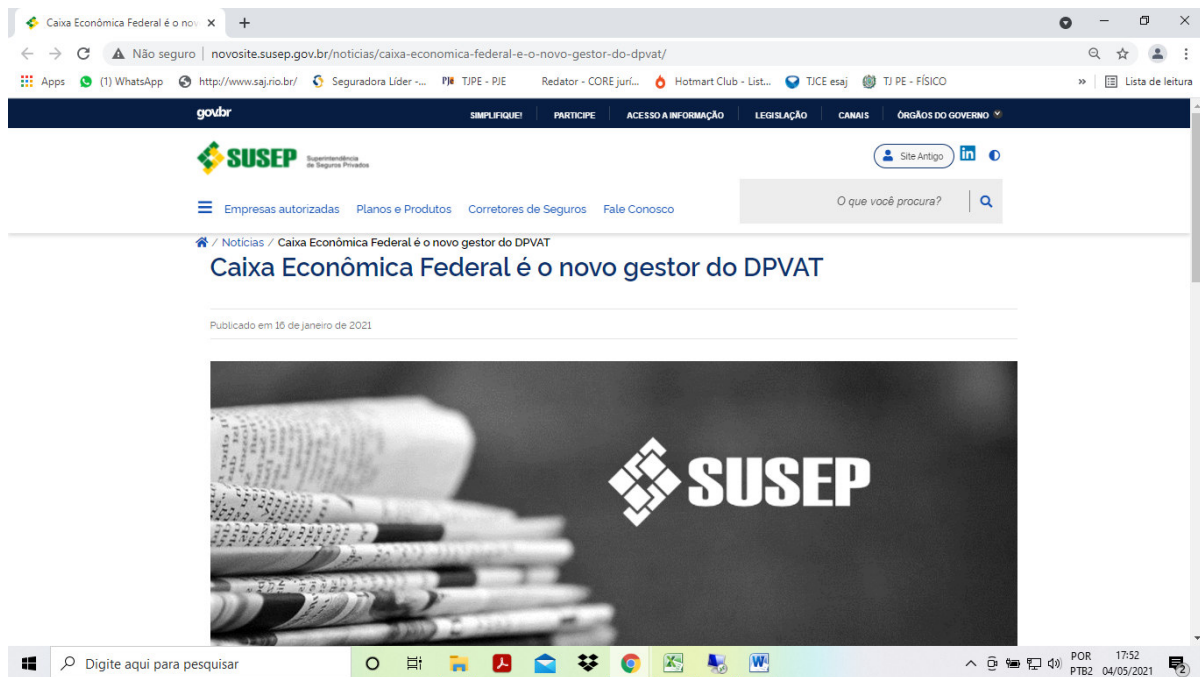 Caixa Econômica Federal é o nov
Não seguro | novosite.susep.gov.br/noticias/caixa-economica-federal-e-o-novo-gestor-do-dpvat/
Apps (1) WhatsApp http://www.saj.rio.br/ Seguradora Líder -... TJPE - PJE Redator - CORE jurí... Hotmart Club - List... TJCE esaj TJ PE - FÍSICO » Lista de leitura
govbr SIMPLIFIQUE! PARTICIPE ACESSO A INFORMAÇÃO LEGISLAÇÃO CANAIS ÓRGÃOS DO GOVERNO
SUSEP Superintendência de Seguros Privados
Site Antigo in
Empresas autorizadas Planos e Produtos Corretores de Seguros Fale Conosco O que você procura?
/ Notícias / Caixa Econômica Federal é o novo gestor do DPVAT
Caixa Econômica Federal é o novo gestor do DPVAT
Publicado em 16 de janeiro de 2021
SUSEP
Digite aqui para pesquisar
POR 17:52
PTB2 04/05/2021
2